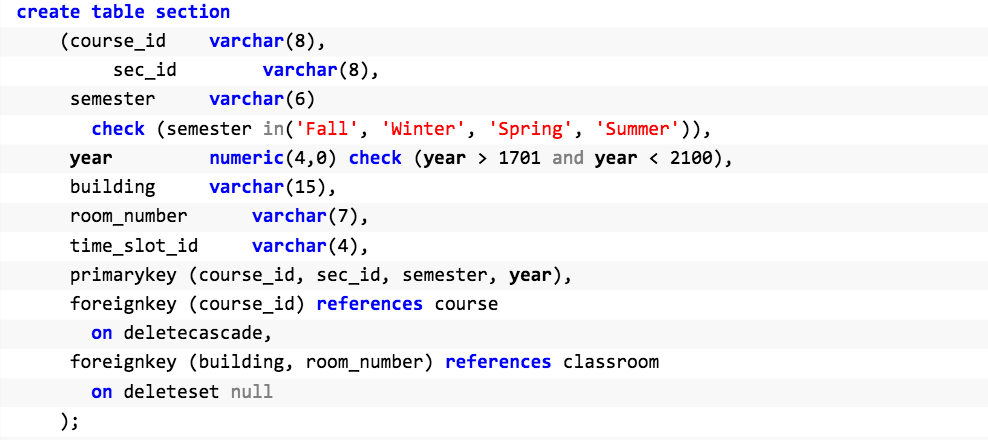 create table section
(course_id varchar(8),
sec_id varchar(8),
semester varchar(6)
check (semester in('Fall', 'Winter', 'Spring', 'Summer')),
year numeric(4,0) check (year > 1701 and year < 2100),
building varchar(15),
room_number varchar(7),
time_slot_id varchar(4),
primarykey (course_id, sec_id, semester, year),
foreignkey (course_id) references course
on deletecascade,
foreignkey (building, room_number) references classroom
on deleteset null
);